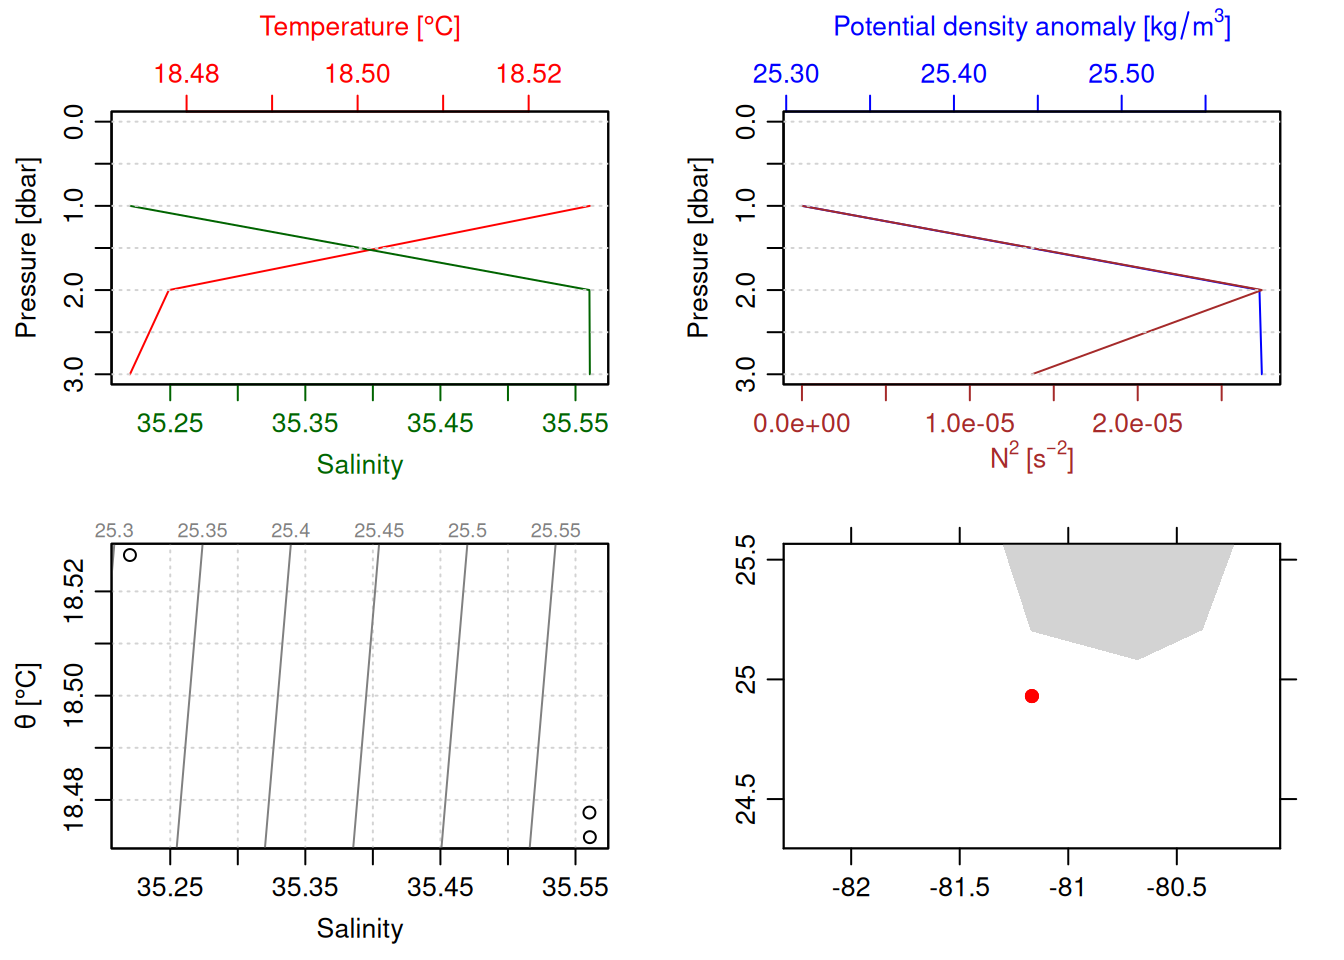 Temperature [°C]
18.48 18.50 18.52
Pressure [dbar]
0.0 1.0 2.0 3.0
35.25 35.35 35.45 35.55
Salinity
Potential density anomaly [kg/m³]
25.30 25.40 25.50
Pressure [dbar]
0.0 1.0 2.0 3.0
0.0e+00 1.0e-05 2.0e-05
N² [s⁻²]
25.3 25.35 25.4 25.45 25.5 25.55
θ [°C]
18.52 18.50 18.48
35.25 35.35 35.45 35.55
Salinity
25.5 25 24.5
-82 -81.5 -81 -80.5